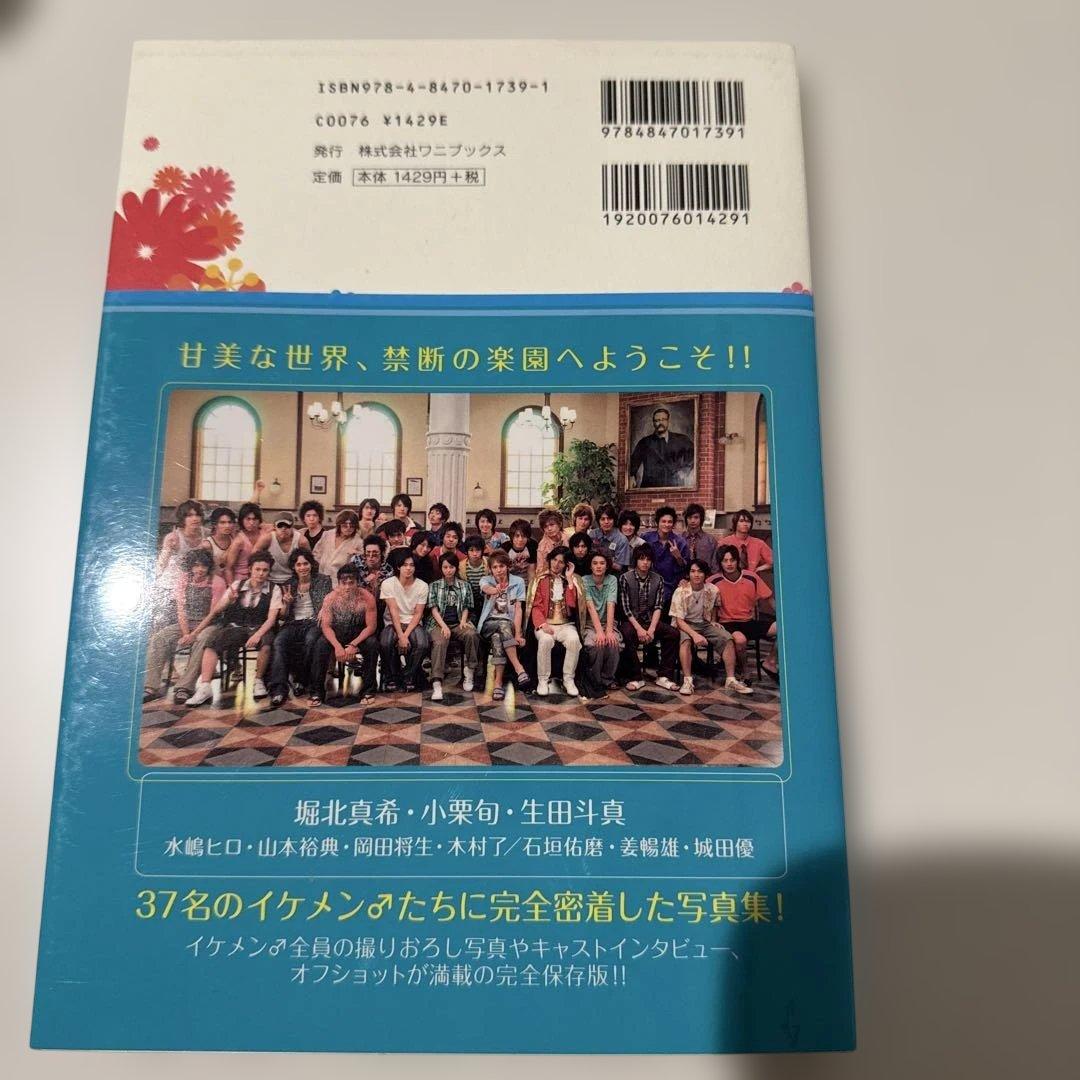 ISBN978-4-8470-1739-1
C0076 ¥1429E
発行 株式会社ワニブックス
定価 本体 1429円+税
9784847017391
1920076014291
甘美な世界、禁断の楽園へようこそ!!
堀北真希・小栗旬・生田斗真
水嶋ヒロ・山本裕典・岡田将生・木村了/石垣佑磨・姜暢雄・城田優
37名のイケメン♂たちに完全密着した写真集!
イケメン♂全員の撮りおろし写真やキャストインタビュー、
オフショットが満載の完全保存版!!